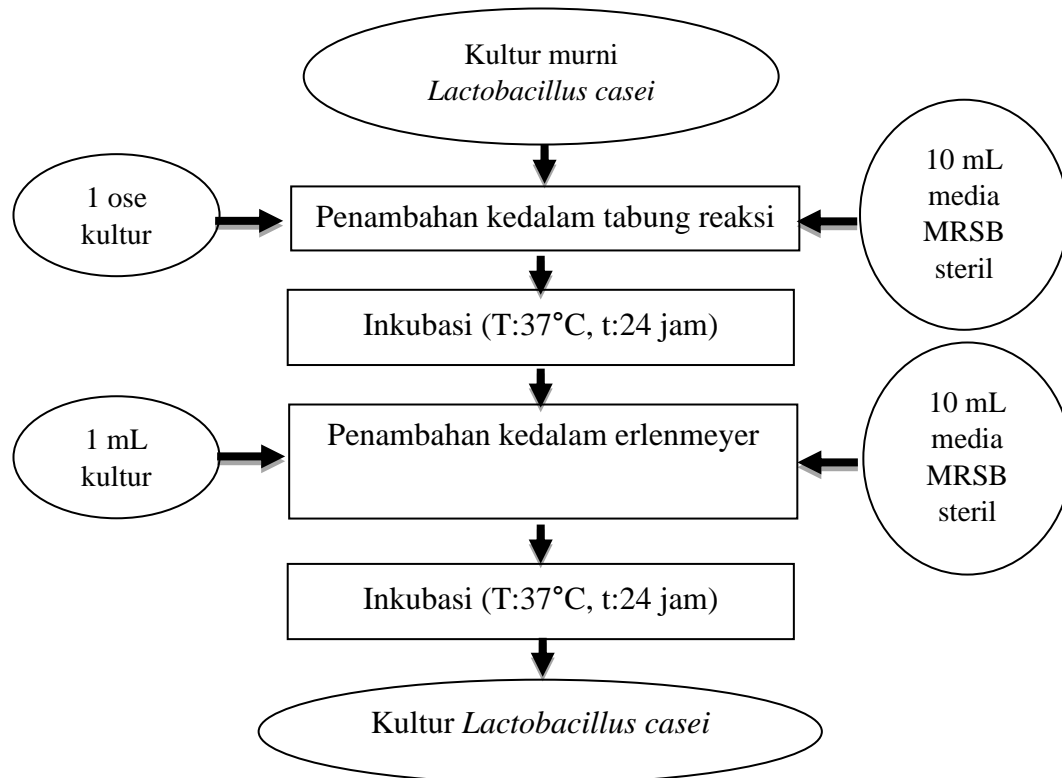 Kultur murni
Lactobacillus casei
1 ose
kultur
Penambahan kedalam tabung reaksi
10 mL
media
MRSB
steril
Inkubasi (T:37°C, t:24 jam)
1 mL
kultur
Penambahan kedalam erlenmeyer
10 mL
media
MRSB
steril
Inkubasi (T:37°C, t:24 jam)
Kultur Lactobacillus casei